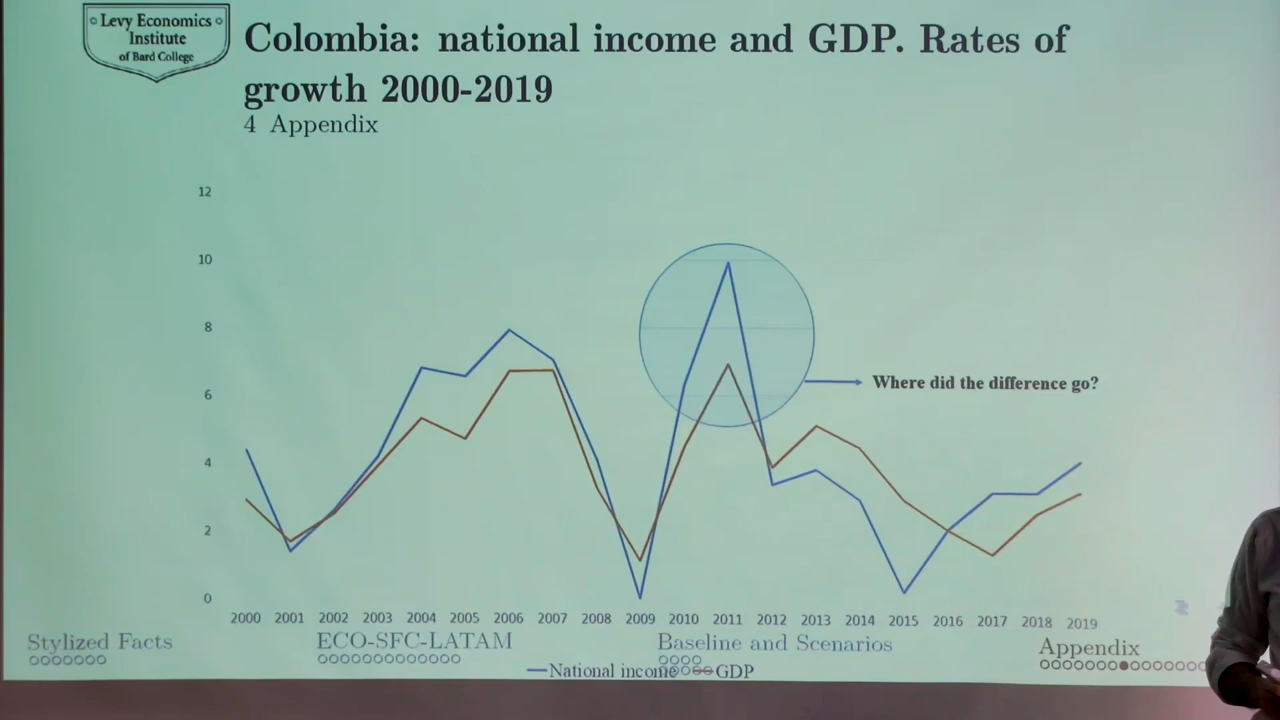 Levy Economics
Institute
of Bard College
Colombia: national income and GDP. Rates of
growth 2000-2019
4 Appendix
12
10
8
6
4
2
0
Where did the difference go?
2000 2001 2002 2003 2004 2005 2006 2007 2008 2009 2010 2011 2012 2013 2014 2015 2016 2017 2018 2019
Stylized Facts ECO-SFC-LATAM Baseline and Scenarios Appendix
National income GDP